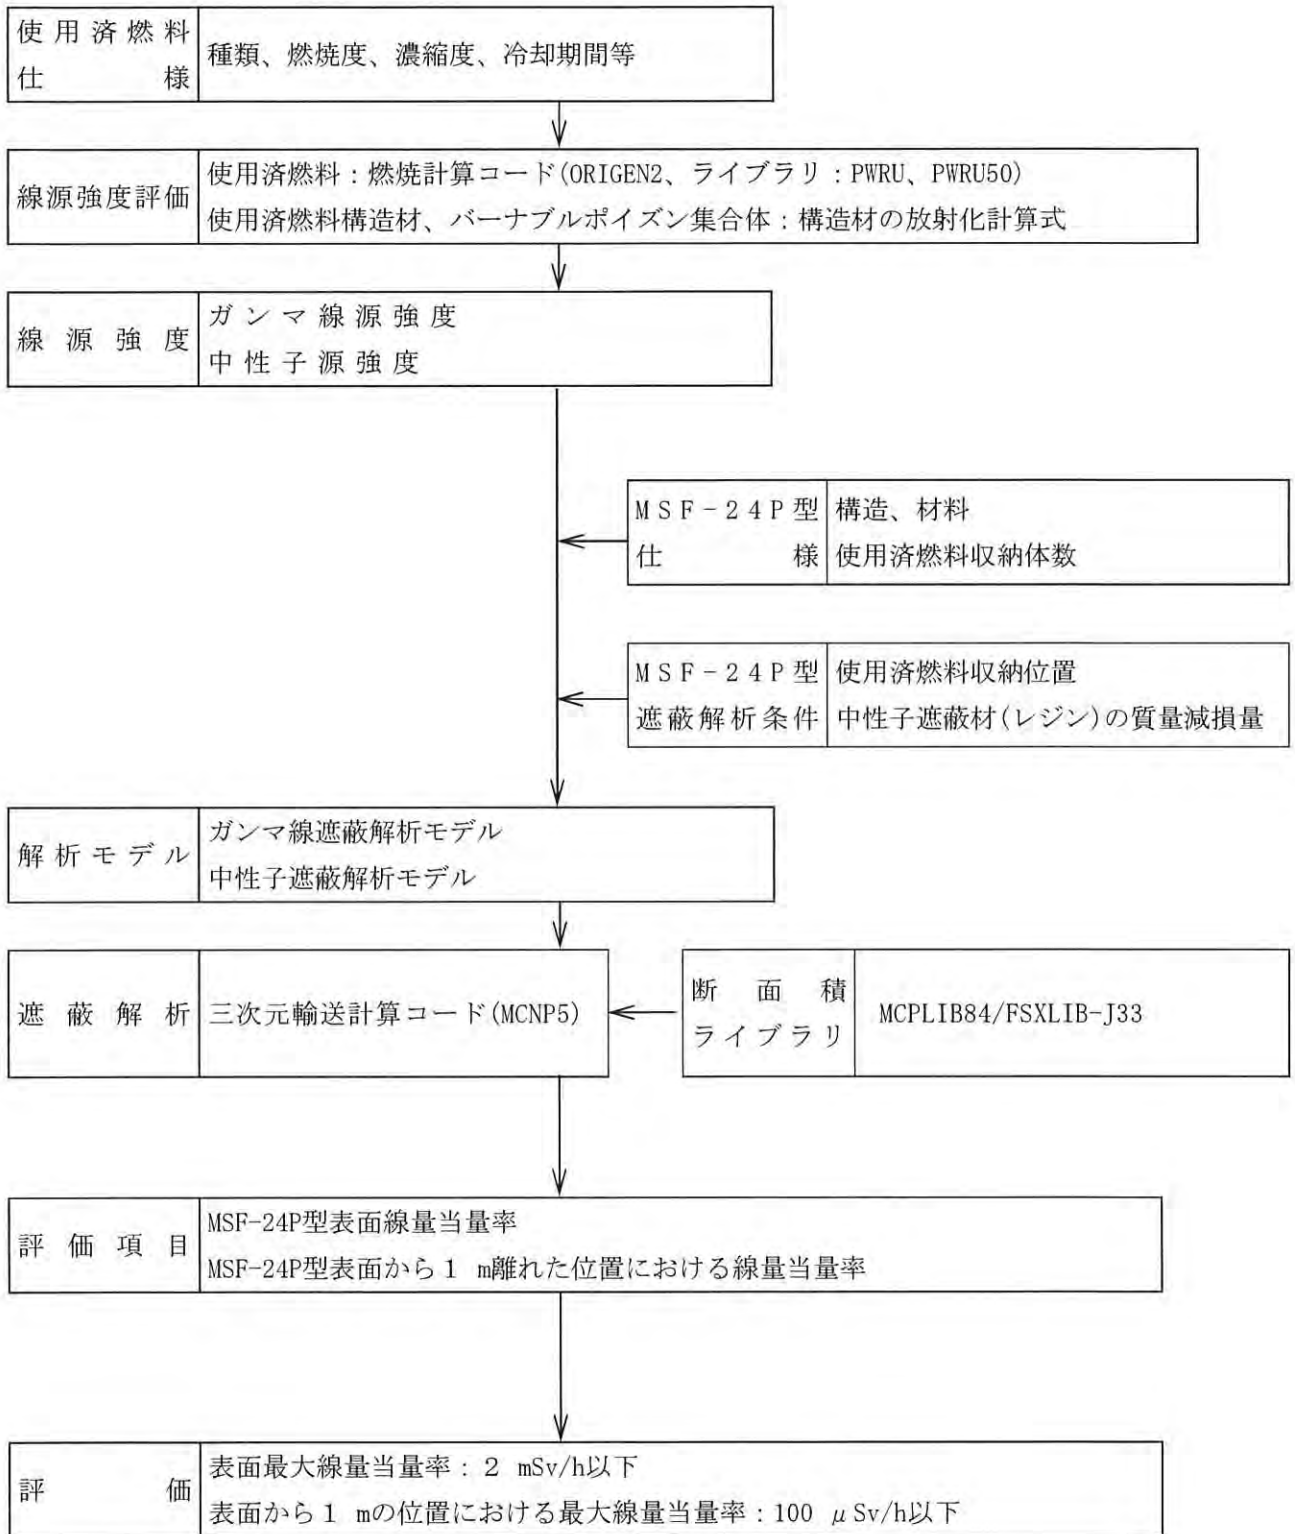 使用済燃料
仕様
種類、燃焼度、濃縮度、冷却期間等
線源強度評価
使用済燃料：燃焼計算コード(ORIGEN2、ライブラリ：PWRU、PWRU50)
使用済燃料構造材、バーナブルポイズン集合体：構造材の放射化計算式
線源強度
ガンマ線源強度
中性子源強度
MSF-24P型
仕様
構造、材料
使用済燃料収納体数
MSF-24P型
遮蔽解析条件
使用済燃料収納位置
中性子遮蔽材(レジン)の質量減損量
解析モデル
ガンマ線遮蔽解析モデル
中性子遮蔽解析モデル
遮蔽解析
三次元輸送計算コード(MCNP5)
断面積
ライブラリ
MCPLIB84/FSXLIB-J33
評価項目
MSF-24P型表面線量当量率
MSF-24P型表面から１ m離れた位置における線量当量率
評価
表面最大線量当量率：２ mSv/h以下
表面から１ mの位置における最大線量当量率：100 μSv/h以下